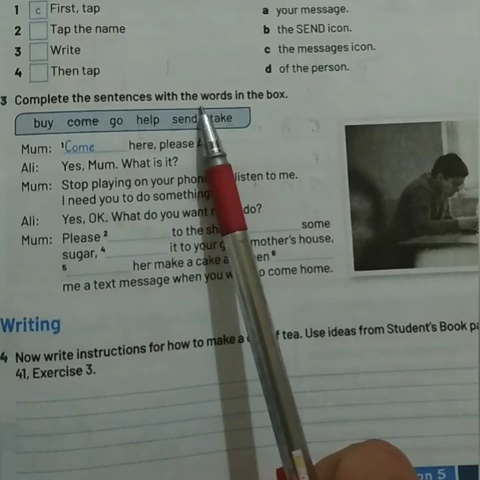 1 c First, tap
a your message.
2 Tap the name
b the SEND icon.
3 Write
c the messages icon.
4 Then tap
d of the person.
3 Complete the sentences with the words in the box.
buy come go help send take
Mum: ¹Come here, please
Ali: Yes, Mum. What is it?
Mum: Stop playing on your listen to me.
I need you to do something
Ali: Yes, OK. What do you want do?
Mum: Please ² to the some
sugar, ⁴ it to your mother's house,
⁵ her make a cake ⁶
me a text message when you come home.
Writing
4 Now write instructions for how to make a of tea. Use ideas from Student's Book
41, Exercise 3.
5